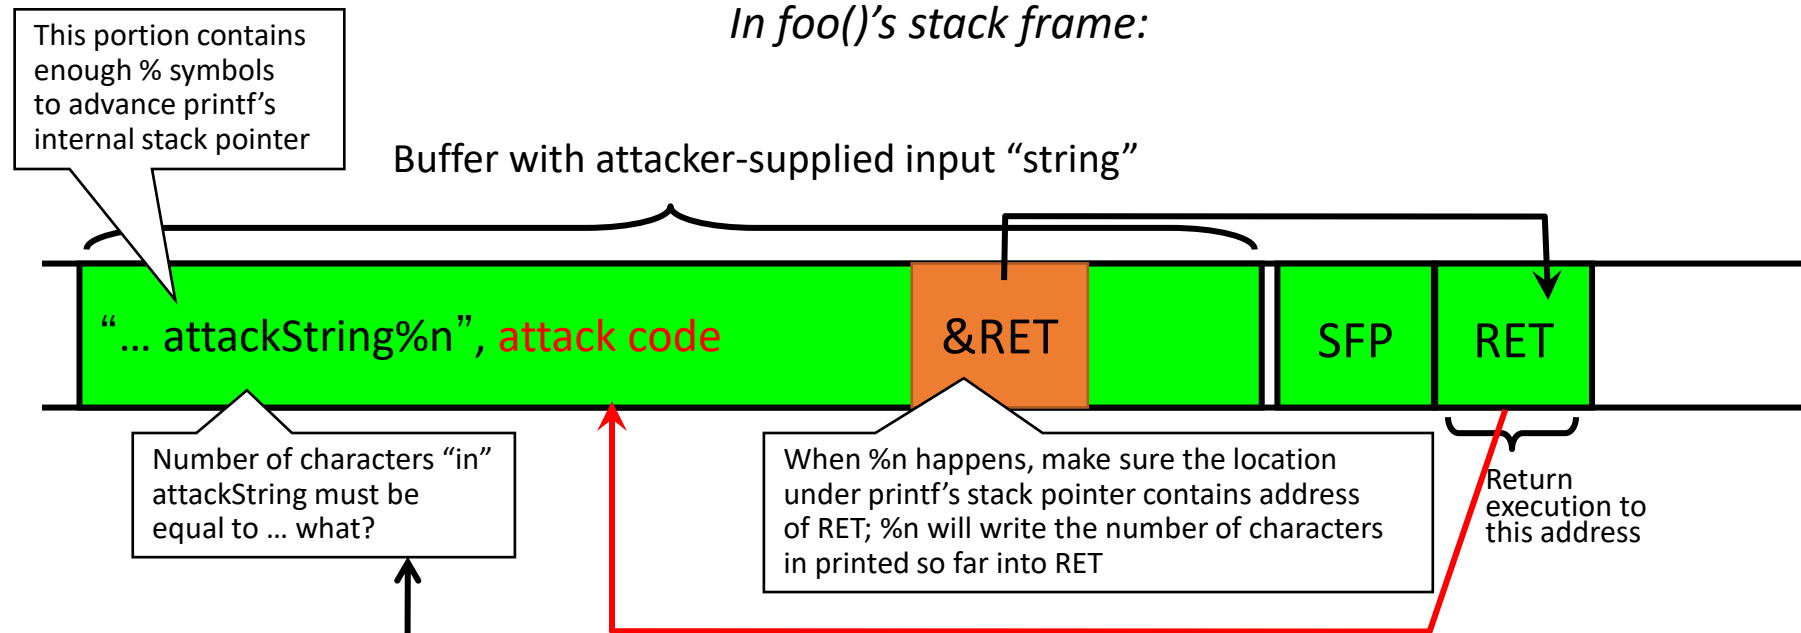 In foo()’s stack frame:
This portion contains
enough % symbols
to advance printf’s
internal stack pointer
Buffer with attacker-supplied input “string”
“… attackString%n”, attack code
&RET
SFP
RET
Number of characters “in”
attackString must be
equal to … what?
When %n happens, make sure the location
under printf’s stack pointer contains address
of RET; %n will write the number of characters
in printed so far into RET
Return
execution to
this address